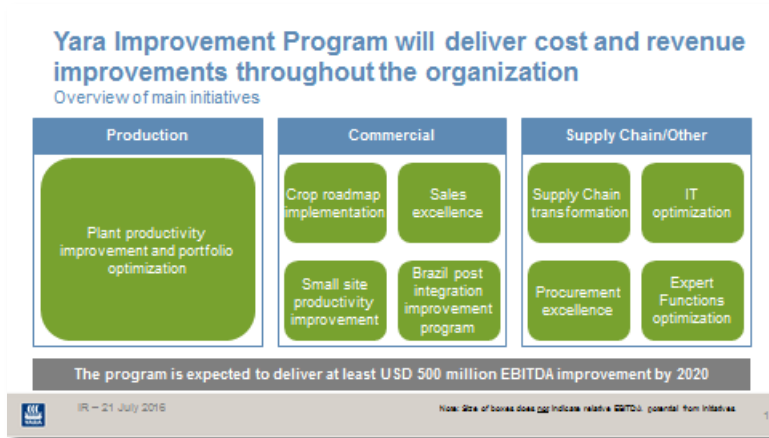 Yara Improvement Program will deliver cost and revenue
improvements throughout the organization
Overview of main initiatives
Production
Commercial
Supply Chain/Other
Plant productivity
improvement and portfolio
optimization
Crop roadmap
implementation
Sales
excellence
Small site
productivity
improvement
Brazil post
integration
improvement
program
Supply Chain
transformation
IT
optimization
Procurement
excellence
Expert
Functions
optimization
The program is expected to deliver at least USD 500 million EBITDA improvement by 2020
YARA
IR – 21 July 2016
Note: Size of boxes does not indicate relative EBITDA potential from initiatives
1